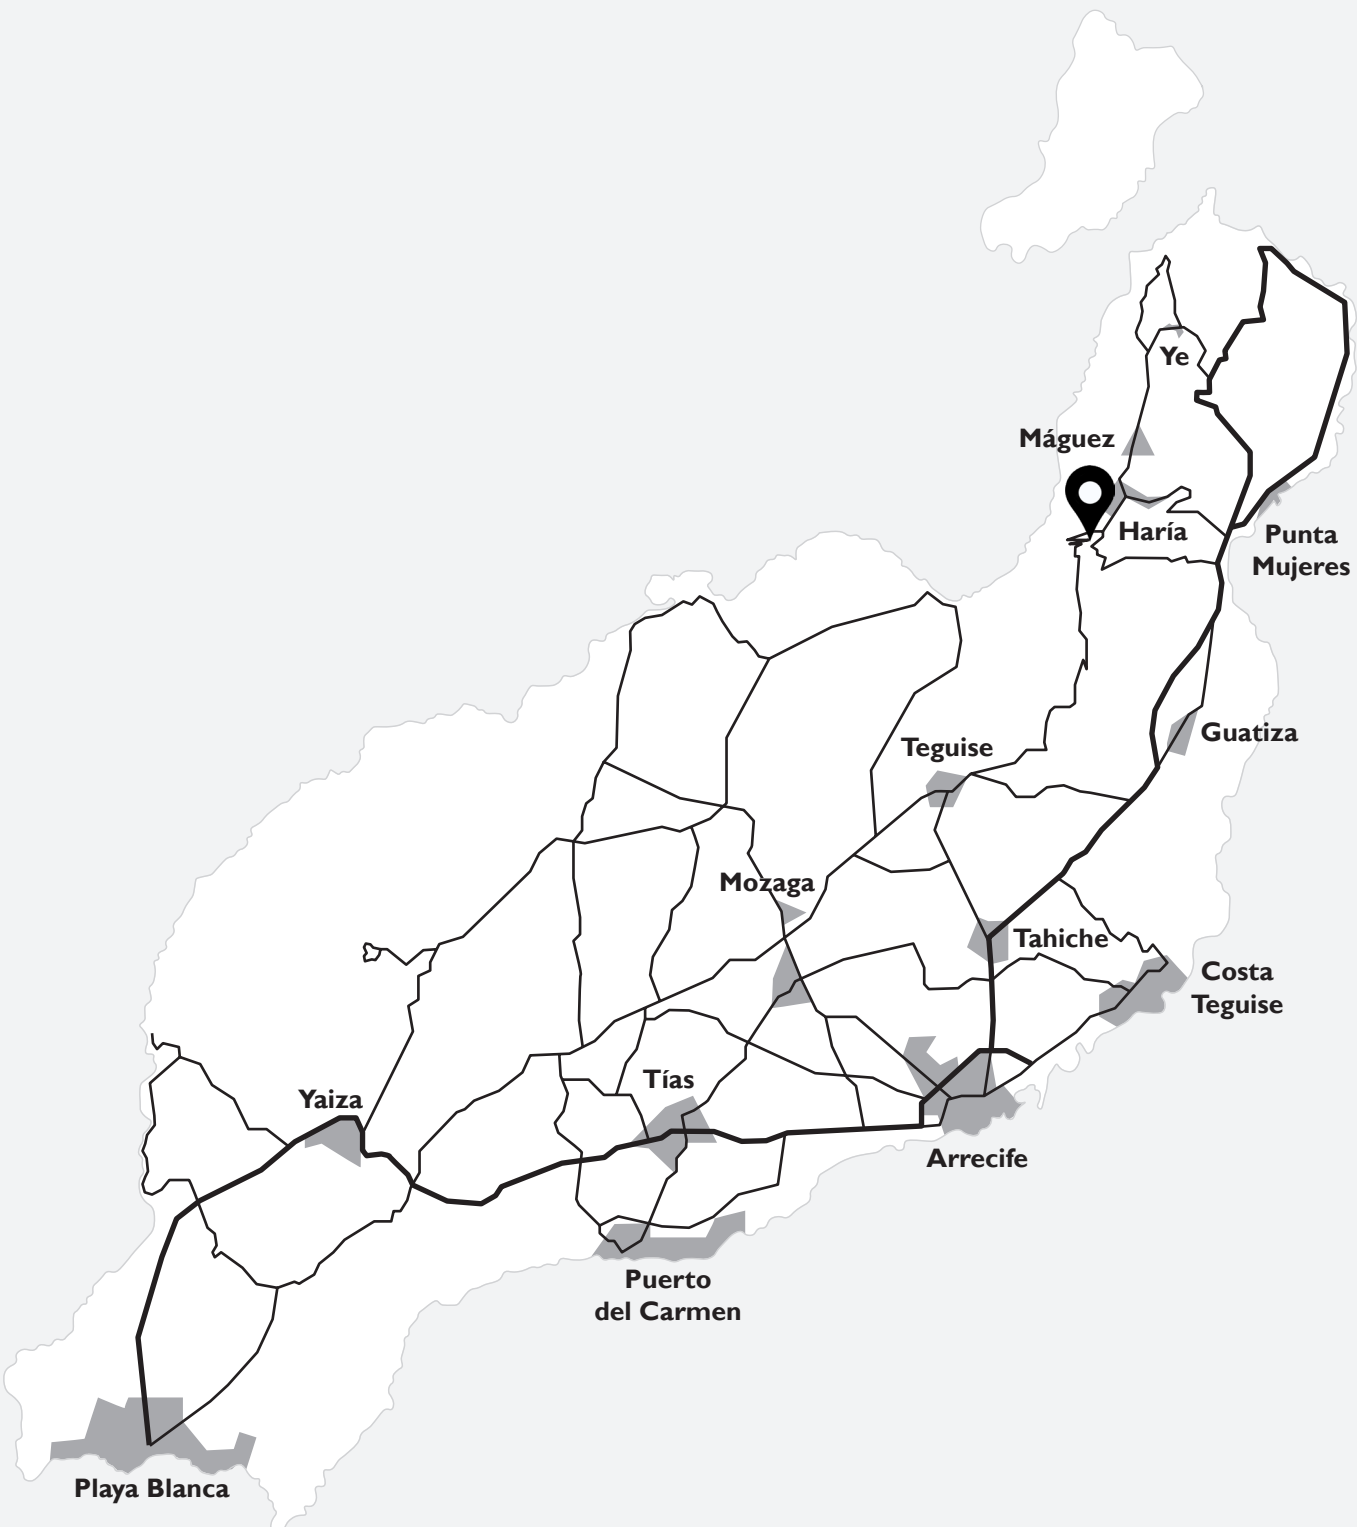 Ye
Máguez
Haría
Punta
Mujeres
Guatiza
Teguise
Mozaga
Tahiche
Costa
Teguise
Tías
Yaiza
Arrecife
Puerto
del Carmen
Playa Blanca